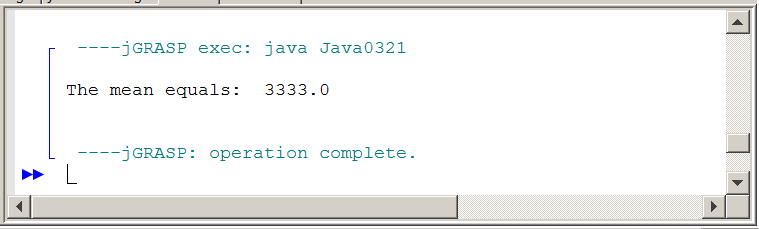 ----jGRASP exec: java Java0321
The mean equals:  3333.0
----jGRASP: operation complete.